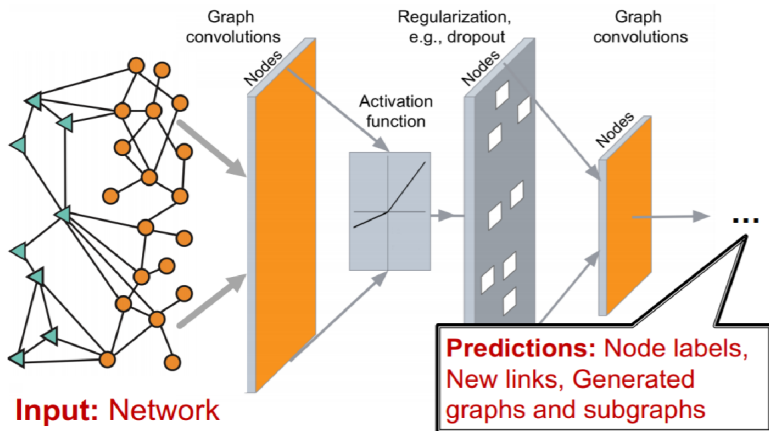 Graph
convolutions
Regularization,
e.g., dropout
Graph
convolutions
Nodes
Activation
function
Nodes
Nodes
...
Predictions: Node labels,
New links, Generated
graphs and subgraphs
Input: Network